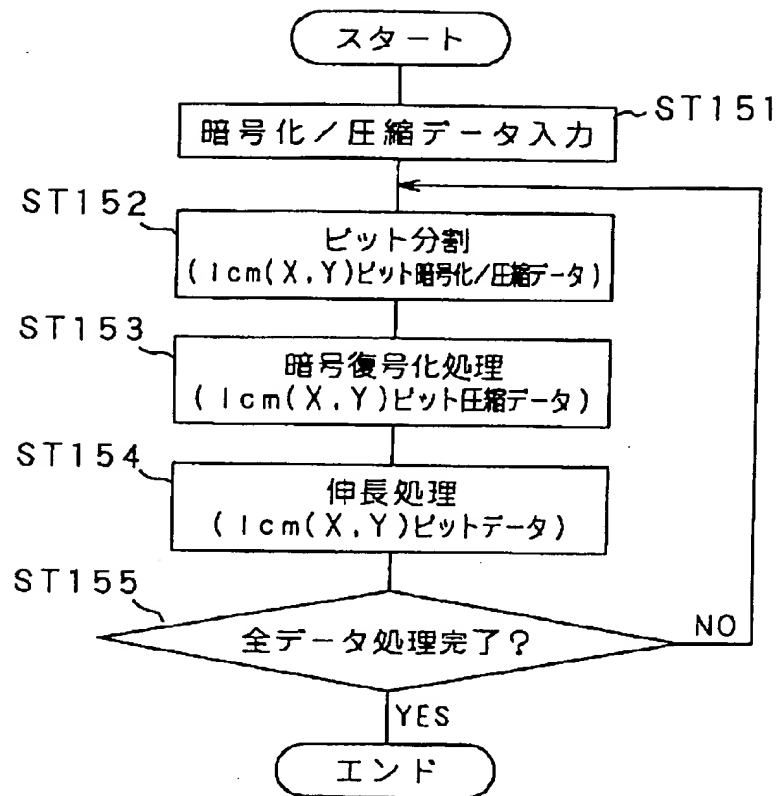 スタート
暗号化／圧縮データ入力
ST151
ST152
ビット分割
(lcm(X,Y)ビット暗号化／圧縮データ)
ST153
暗号復号化処理
(lcm(X,Y)ビット圧縮データ)
ST154
伸長処理
(lcm(X,Y)ビットデータ)
ST155
全データ処理完了?
NO
YES
エンド